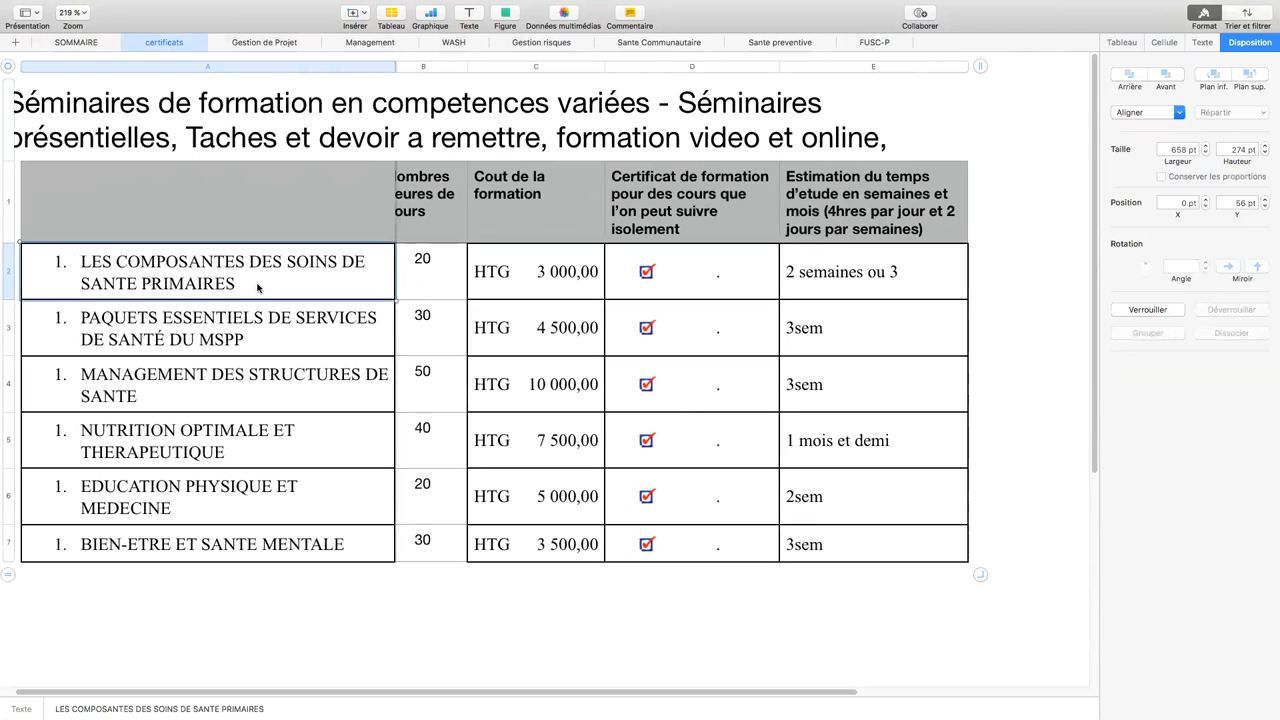 219 %
Présentation Zoom Insérer Tableau Graphique Texte Figure Données multimédias Commentaire Collaborer Format Trier et filtrer
SOMMAIRE certificats Gestion de Projet Management WASH Gestion risques Sante Communautaire Sante preventive FUSC-P
Tableau Cellule Texte Disposition
A B C D E
Séminaires de formation en competences variées - Séminaires
présentielles, Taches et devoir a remettre, formation video et online,
1
ombres
eures de
ours
Cout de la
formation
Certificat de formation
pour des cours que
l’on peut suivre
isolement
Estimation du temps
d’etude en semaines et
mois (4hres par jour et 2
jours par semaines)
2
1. LES COMPOSANTES DES SOINS DE
SANTE PRIMAIRES
20
HTG 3 000,00 . 2 semaines ou 3
3
1. PAQUETS ESSENTIELS DE SERVICES
DE SANTÉ DU MSPP
30
HTG 4 500,00 . 3sem
4
1. MANAGEMENT DES STRUCTURES DE
SANTE
50
HTG 10 000,00 . 3sem
5
1. NUTRITION OPTIMALE ET
THERAPEUTIQUE
40
HTG 7 500,00 . 1 mois et demi
6
1. EDUCATION PHYSIQUE ET
MEDECINE
20
HTG 5 000,00 . 2sem
7
1. BIEN-ETRE ET SANTE MENTALE
30
HTG 3 500,00 . 3sem
Arrière Avant Plan inf. Plan sup.
Aligner Répartir
Taille 658 pt 274 pt
Largeur Hauteur
Conserver les proportions
Position 0 pt 56 pt
X Y
Rotation
Angle Miroir
Verrouiller Déverrouiller
Grouper Dissocier
Texte LES COMPOSANTES DES SOINS DE SANTE PRIMAIRES